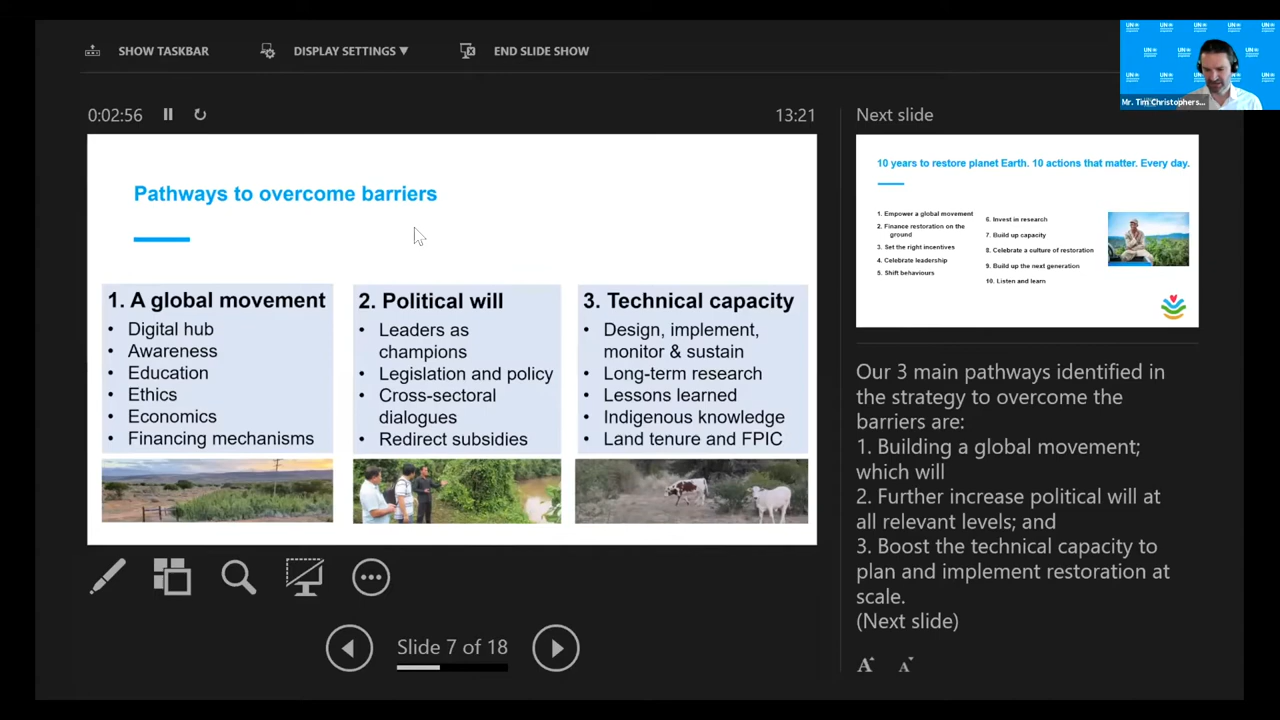 SHOW TASKBAR
DISPLAY SETTINGS ▼
END SLIDE SHOW
UN
Mr. Tim Christophers...
0:02:56
13:21
Next slide
Pathways to overcome barriers
1. A global movement
• Digital hub
• Awareness
• Education
• Ethics
• Economics
• Financing mechanisms
2. Political will
• Leaders as
champions
• Legislation and policy
• Cross-sectoral
dialogues
• Redirect subsidies
3. Technical capacity
• Design, implement,
monitor & sustain
• Long-term research
• Lessons learned
• Indigenous knowledge
• Land tenure and FPIC
10 years to restore planet Earth. 10 actions that matter. Every day.
1. Empower a global movement
2. Finance restoration on the
ground
3. Set the right incentives
4. Celebrate leadership
5. Shift behaviours
6. Invest in research
7. Build up capacity
8. Celebrate a culture of restoration
9. Build up the next generation
10. Listen and learn
Our 3 main pathways identified in
the strategy to overcome the
barriers are:
1. Building a global movement;
which will
2. Further increase political will at
all relevant levels; and
3. Boost the technical capacity to
plan and implement restoration at
scale.
(Next slide)
Slide 7 of 18
A A